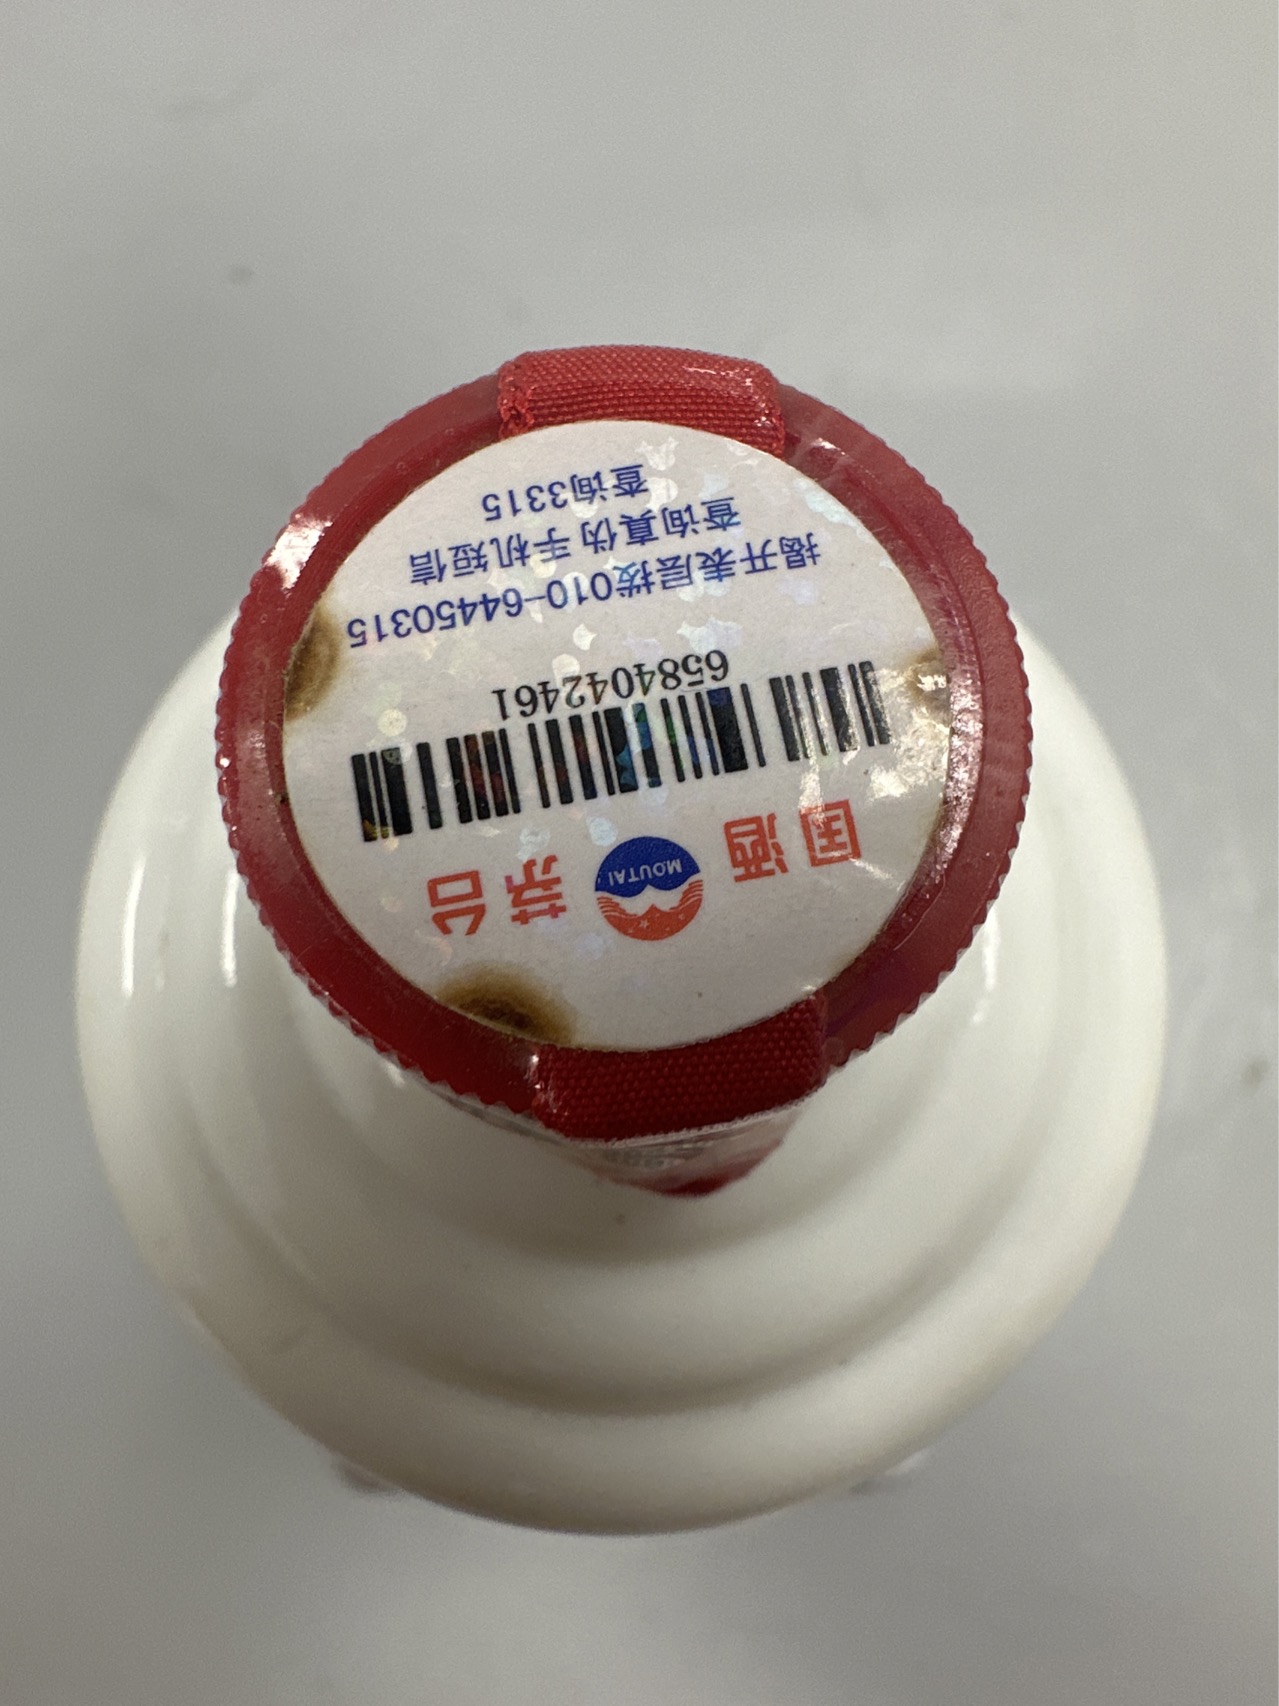 国酒 MOUTAI 茅台
6584042461
揭开表层拨010-64450315
查询真伪 手机短信
查询3315